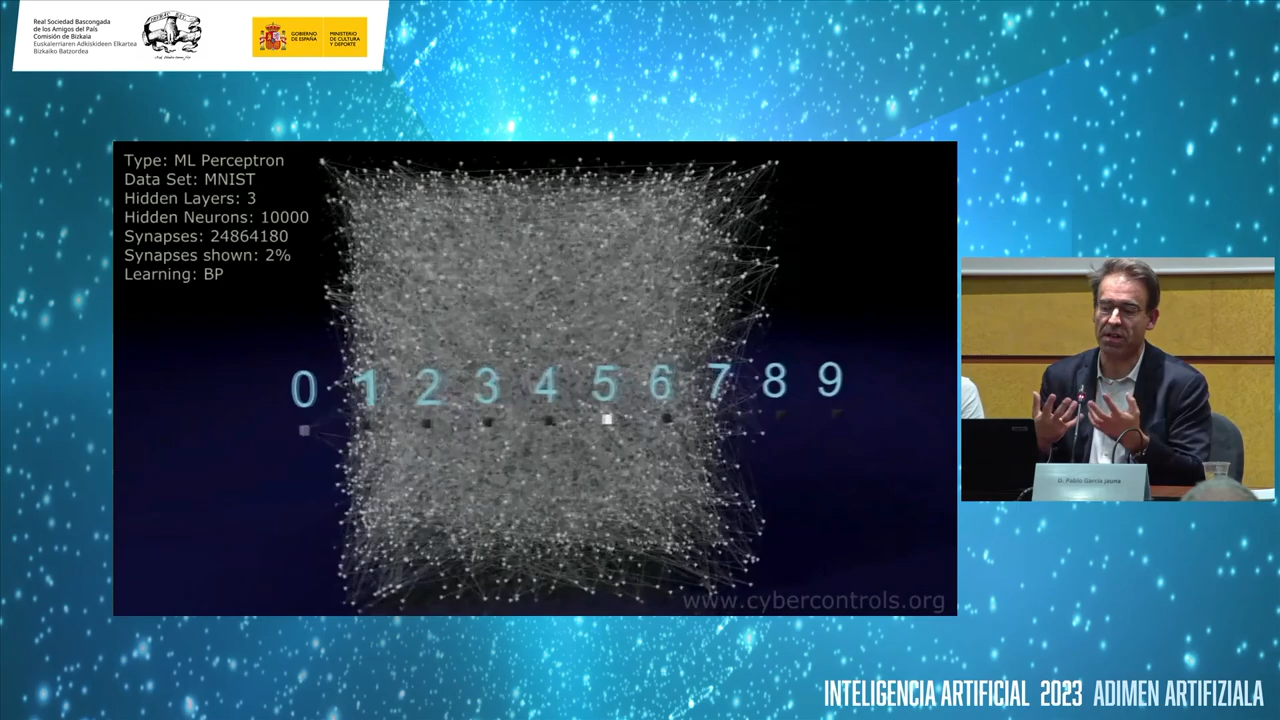 Real Sociedad Bascongada
de los Amigos del País
Comisión de Bizkaia
Euskalerriaren Adkiskideen Elkartea
Bizkaiko Batzordea
GOBIERNO
DE ESPAÑA
MINISTERIO
DE CULTURA
Y DEPORTE
Type: ML Perceptron
Data Set: MNIST
Hidden Layers: 3
Hidden Neurons: 10000
Synapses: 24864180
Synapses shown: 2%
Learning: BP
0 1 2 3 4 5 6 7 8 9
www.cybercontrols.org
D. Pablo García Jauna
INTELIGENCIA ARTIFICIAL 2023 ADIMEN ARTIFIZIALA